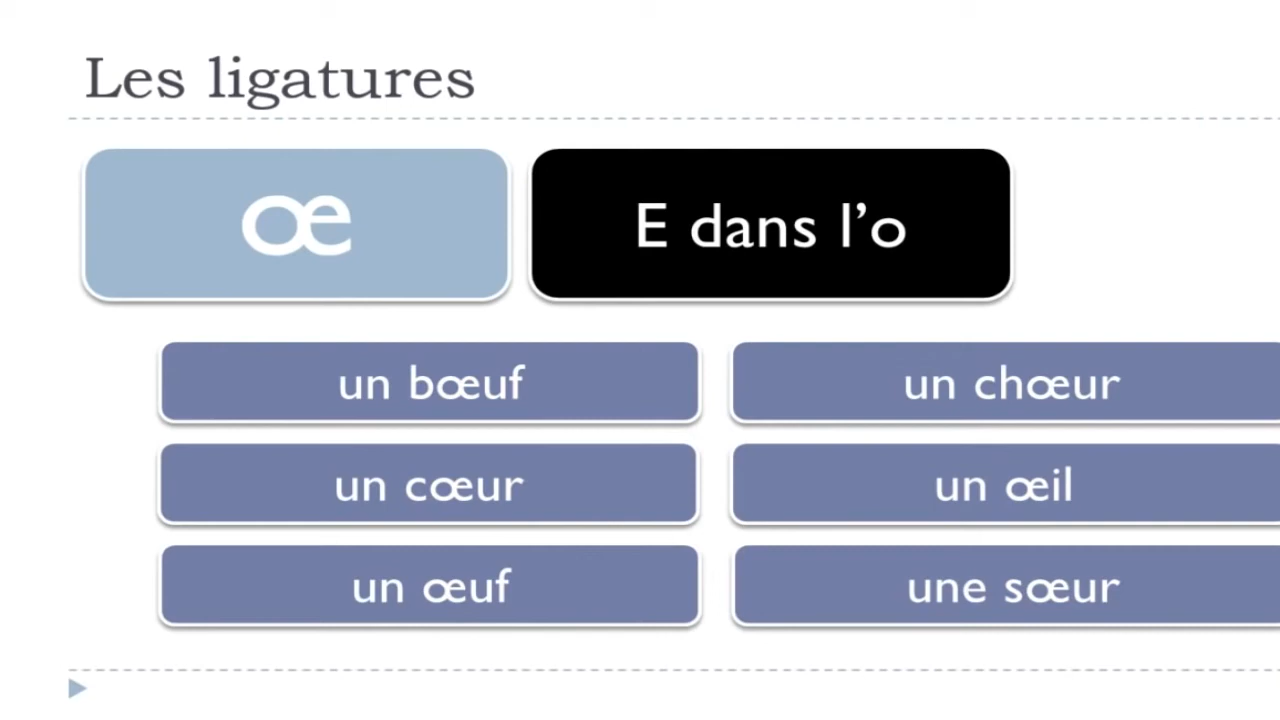 Les ligatures
œ
E dans l’o
un bœuf
un chœur
un cœur
un œil
un œuf
une sœur